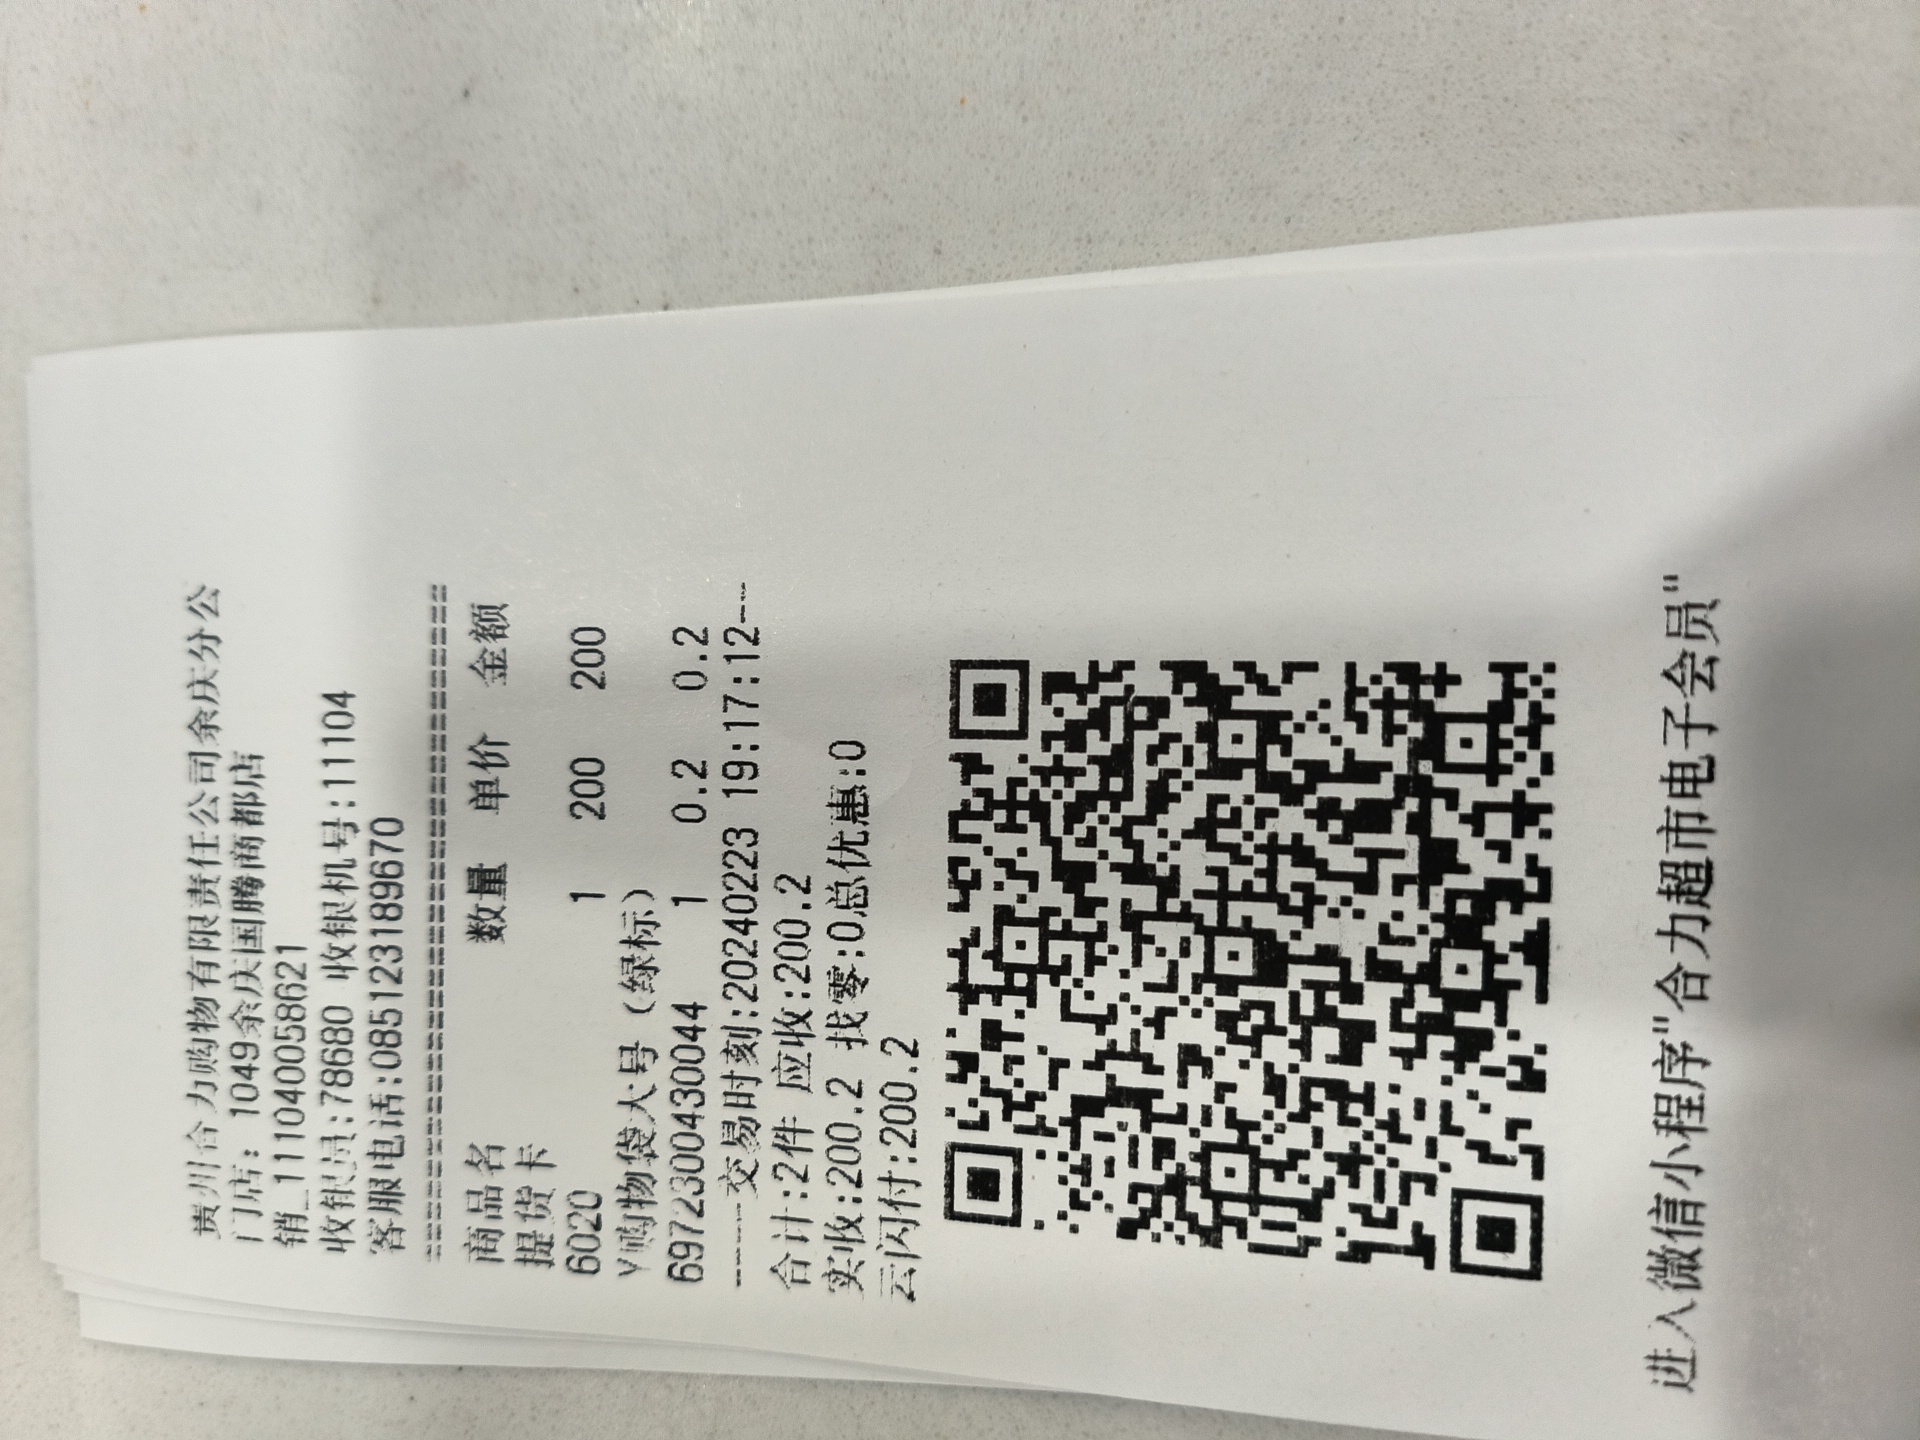 贵州合力购物有限责任公司余庆分公
门店: 1049余庆国腾商都店
销_111040058621
收银员:78680 收银机号:11104
客服电话:085123189670
商品名 数量 单价 金额
提货卡
6020 1 200 200
Y购物袋大号（绿标）
6972300430044 1 0.2 0.2
-----交易时刻:20240223 19:17:12---
合计:2件 应收:200.2
实收:200.2 找零:0总优惠:0
云闪付:200.2
进入微信小程序"合力超市电子会员"